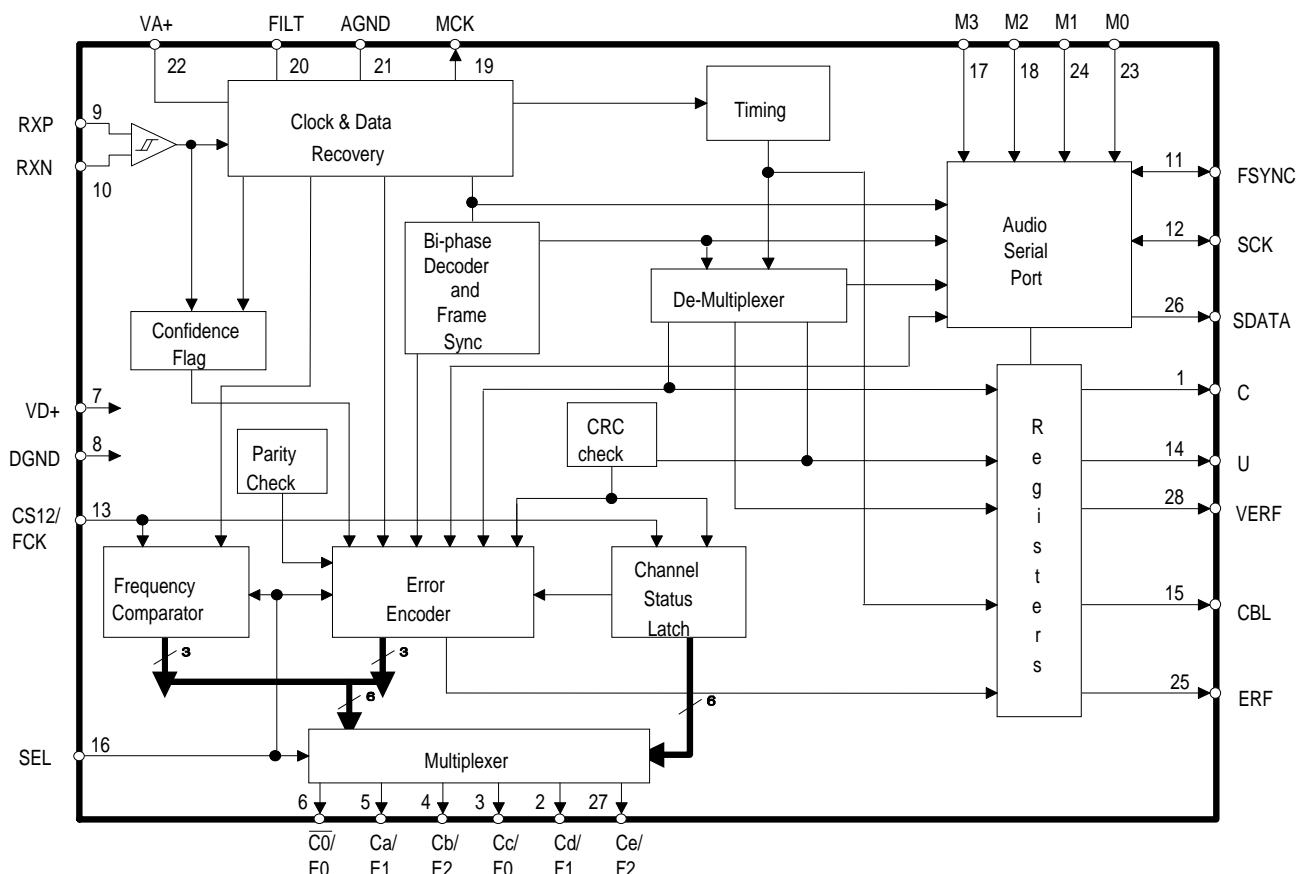 VA+ FILT AGND MCK M3 M2 M1 M0
22 20 21 19 17 18 24 23
RXP 9
RXN 10
Clock & Data
Recovery
Timing
11 FSYNC
12 SCK
26 SDATA
Audio
Serial
Port
Bi-phase
Decoder
and
Frame
Sync
De-Multiplexer
Confidence
Flag
VD+ 7
DGND 8
Parity
Check
CRC
check
Registers
1 C
14 U
28 VERF
15 CBL
25 ERF
CS12/
FCK
13
Frequency
Comparator
Error
Encoder
Channel
Status
Latch
3 3
6 6
SEL 16
Multiplexer
6 5 4 3 2 27
C̅0̅/ Ca/ Cb/ Cc/ Cd/ Ce/